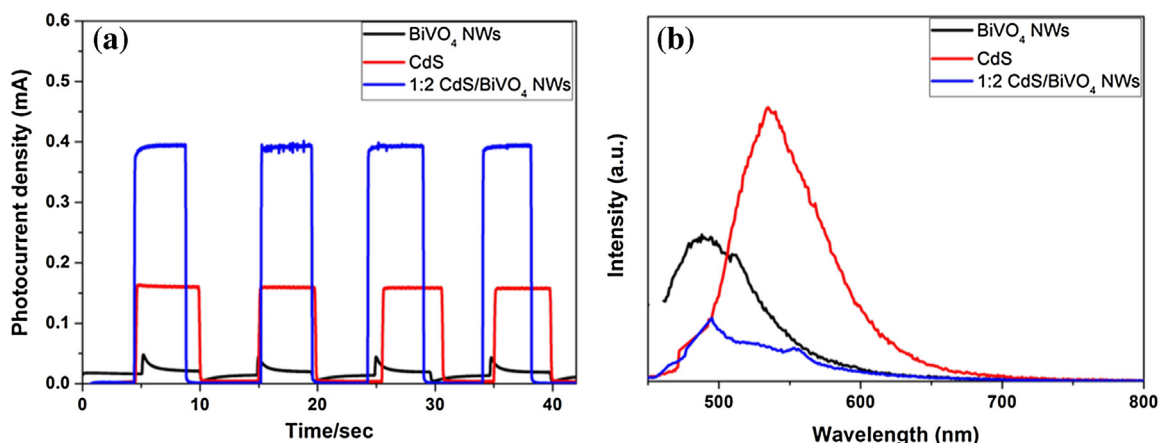 (a)
BiVO₄ NWs
CdS
1:2 CdS/BiVO₄ NWs
Photocurrent density (mA)
0.6
0.5
0.4
0.3
0.2
0.1
0.0
0 10 20 30 40
Time/sec
(b)
BiVO₄ NWs
CdS
1:2 CdS/BiVO₄ NWs
Intensity (a.u.)
500 600 700 800
Wavelength (nm)